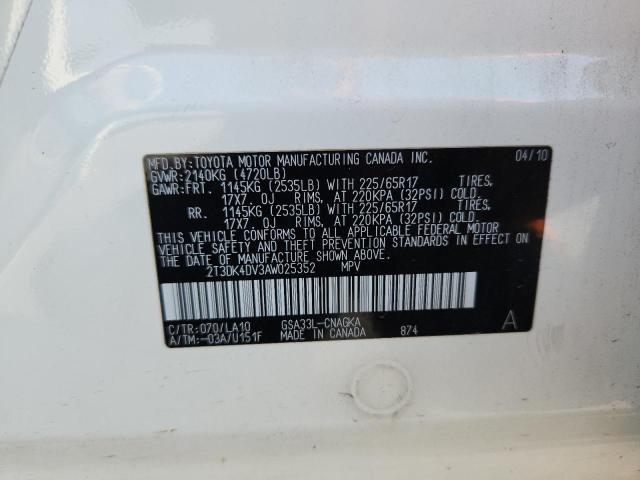 MFD.BY:TOYOTA MOTOR MANUFACTURING CANADA INC. 04/10
GVWR:2140KG (4720LB)
GAWR:FRT. 1145KG (2535LB) WITH 225/65R17 TIRES,
17X7. 0J RIMS, AT 220KPA (32PSI) COLD
RR. 1145KG (2535LB) WITH 225/65R17 TIRES,
17X7. 0J RIMS, AT 220KPA (32PSI) COLD.
THIS VEHICLE CONFORMS TO ALL APPLICABLE FEDERAL MOTOR
VEHICLE SAFETY AND THEFT PREVENTION STANDARDS IN EFFECT
ON THE DATE OF MANUFACTURE SHOWN ABOVE.
2T3DK4DV3AW025352 MPV
C/TR:070/LA10 GSA33L-CNAGKA A
A/TM:-03A/U151F MADE IN CANADA 874